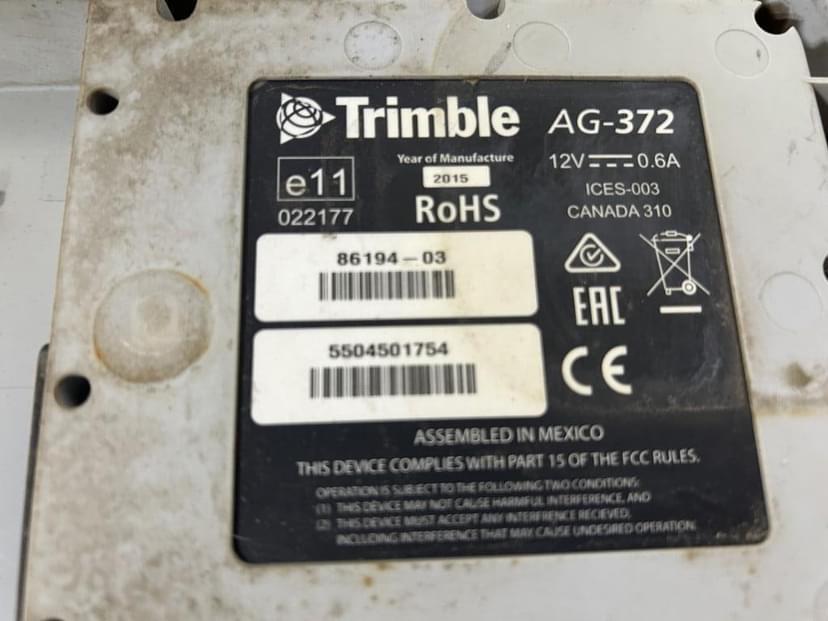 Trimble AG-372
Year of Manufacture
2015
12V 0.6A
e11
022177
RoHS
ICES-003
CANADA 310
86194-03
5504501754
EAC
CE
ASSEMBLED IN MEXICO
THIS DEVICE COMPLIES WITH PART 15 OF THE FCC RULES.
OPERATION IS SUBJECT TO THE FOLLOWING TWO CONDITIONS:
(1) THIS DEVICE MAY NOT CAUSE HARMFUL INTERFERENCE, AND
(2) THIS DEVICE MUST ACCEPT ANY INTERFRENCE RECIEVED,
INCLUDING INTERFERENCE THAT MAY CAUSE UNDESIRED OPERATION.